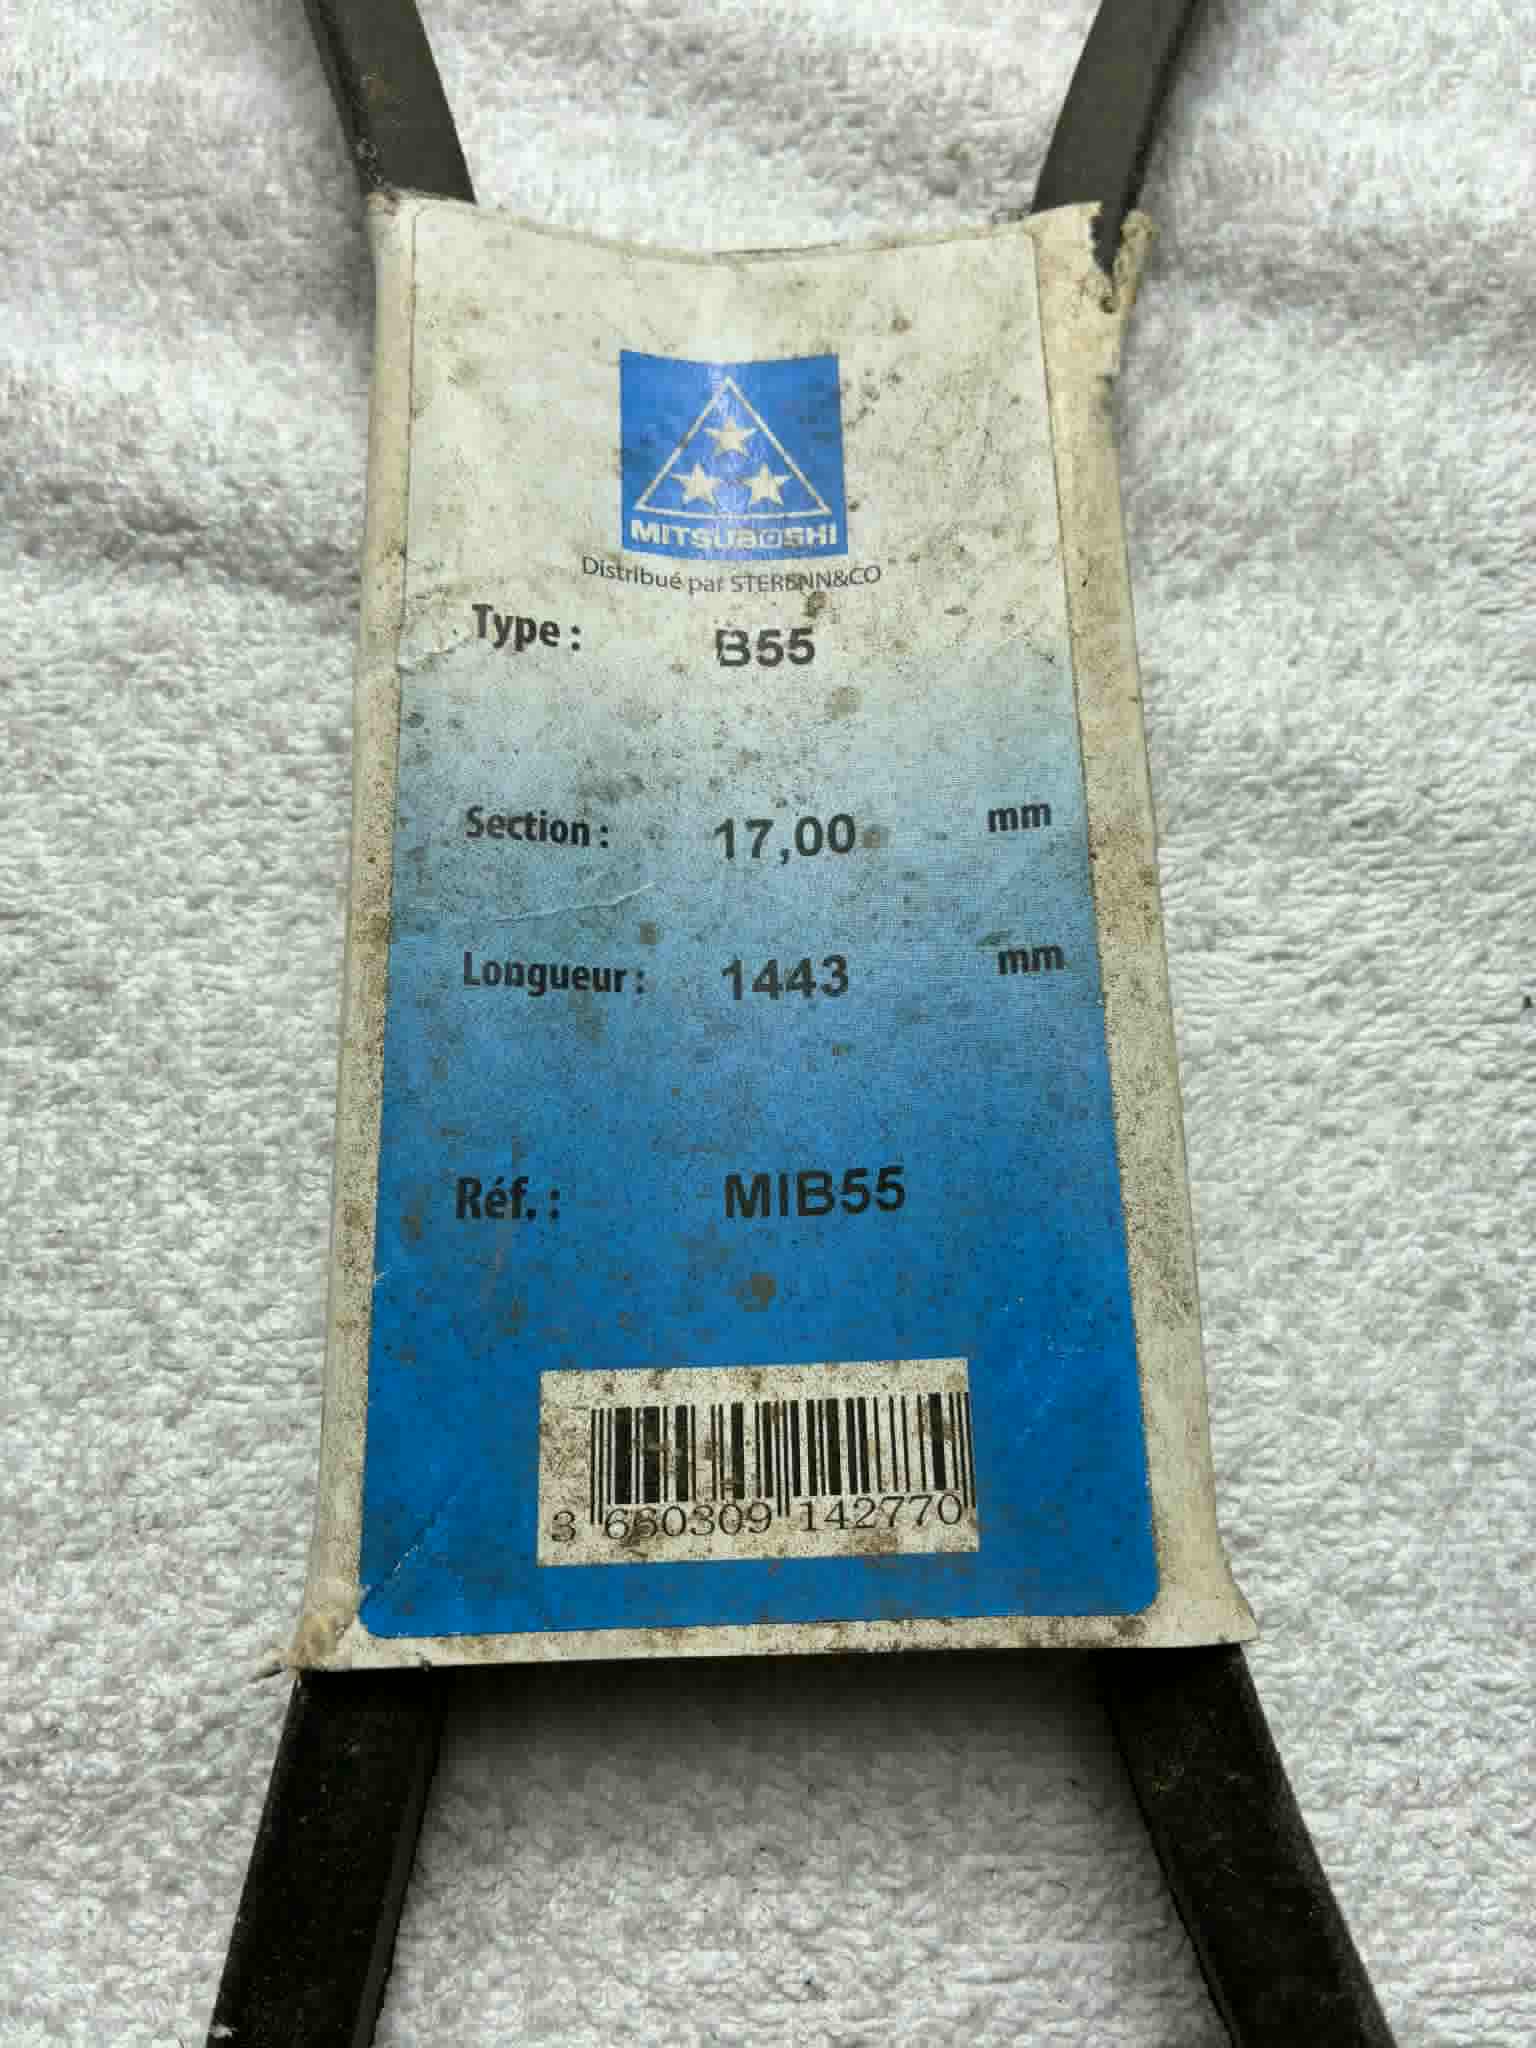 MITSUBOSHI
Distribué par STERENN&CO
Type : B55
Section : 17,00 mm
Longueur : 1443 mm
Réf. : MIB55
3 660309 142770